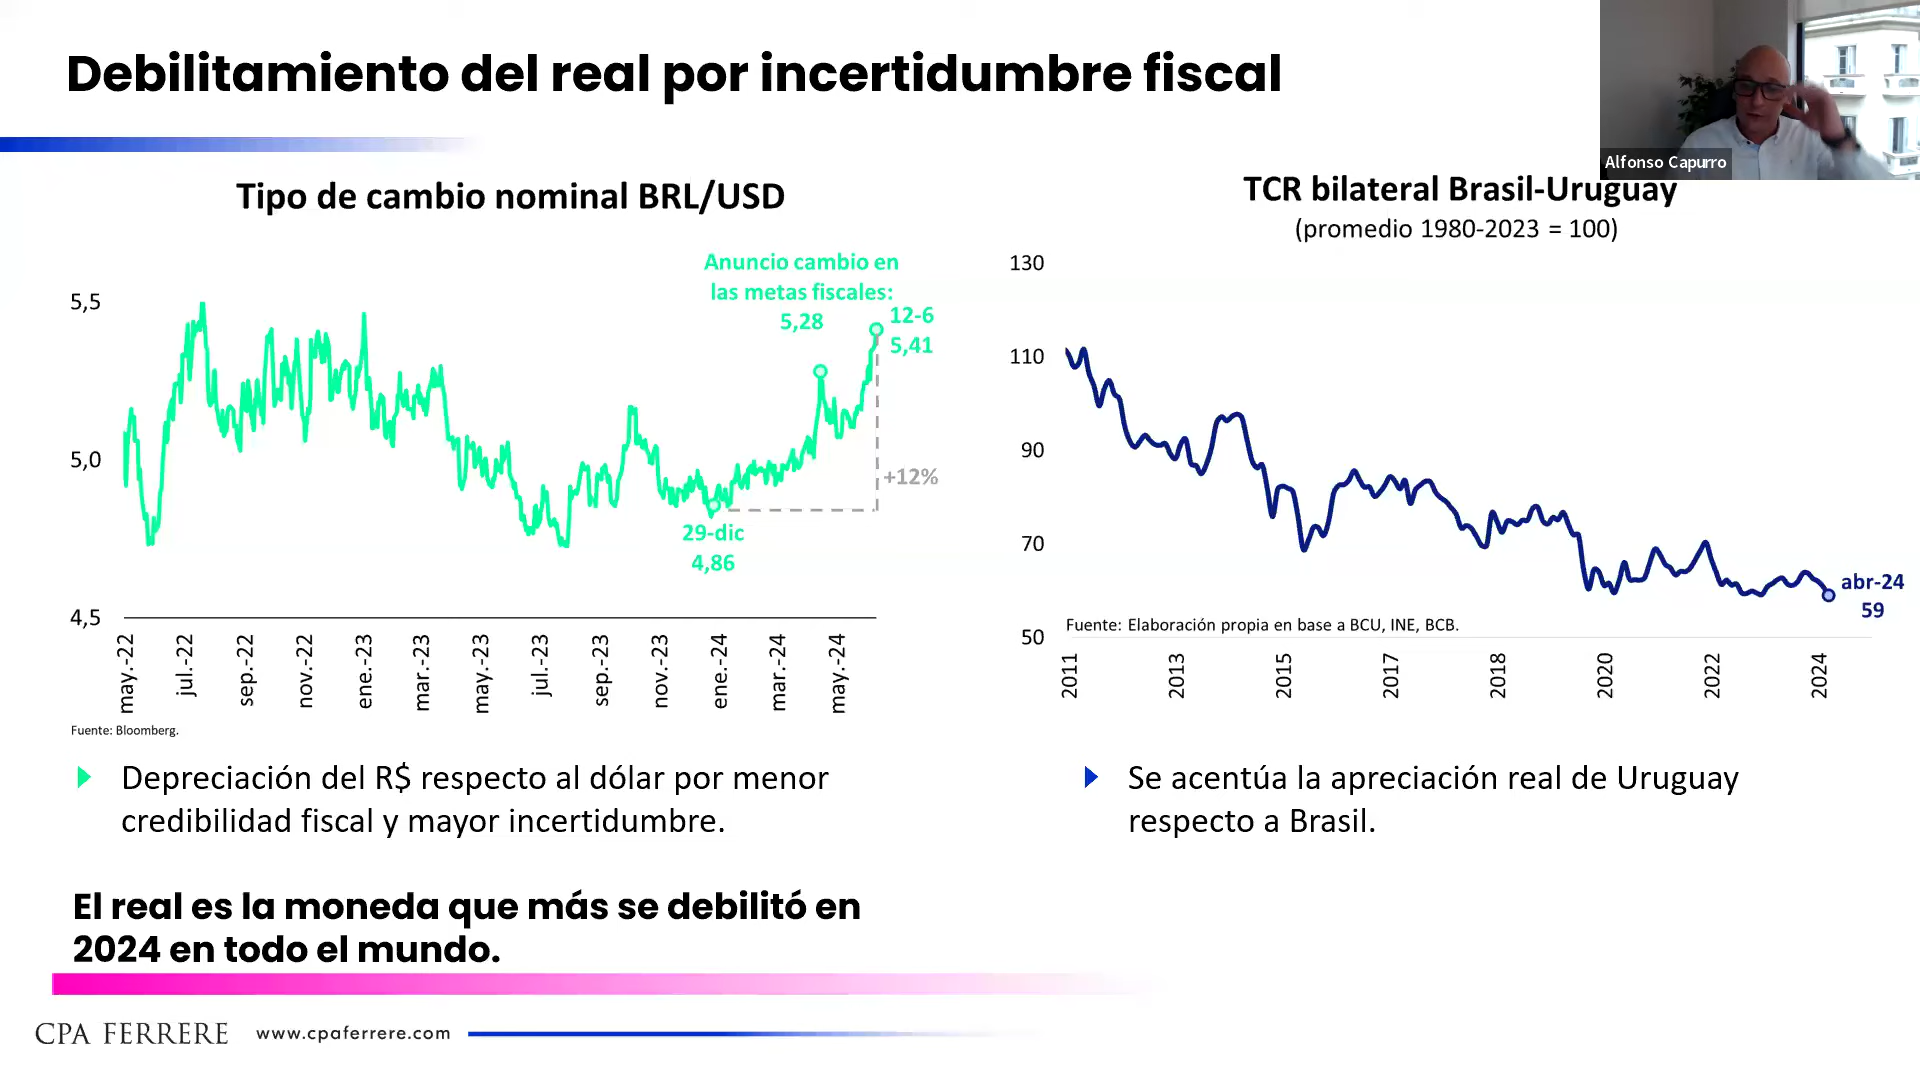 Debilitamiento del real por incertidumbre fiscal
Alfonso Capurro
Tipo de cambio nominal BRL/USD
Anuncio cambio en
las metas fiscales:
5,28
12-6
5,41
5,5
5,0
4,5
+12%
29-dic
4,86
may.-22
jul.-22
sep.-22
nov.-22
ene.-23
mar.-23
may.-23
jul.-23
sep.-23
nov.-23
ene.-24
mar.-24
may.-24
Fuente: Bloomberg.
Depreciación del R$ respecto al dólar por menor
credibilidad fiscal y mayor incertidumbre.
El real es la moneda que más se debilitó en
2024 en todo el mundo.
TCR bilateral Brasil-Uruguay
(promedio 1980-2023 = 100)
130
110
90
70
50
abr-24
59
Fuente: Elaboración propia en base a BCU, INE, BCB.
2011
2013
2015
2017
2018
2020
2022
2024
Se acentúa la apreciación real de Uruguay
respecto a Brasil.
CPA FERRERE
www.cpaferrere.com